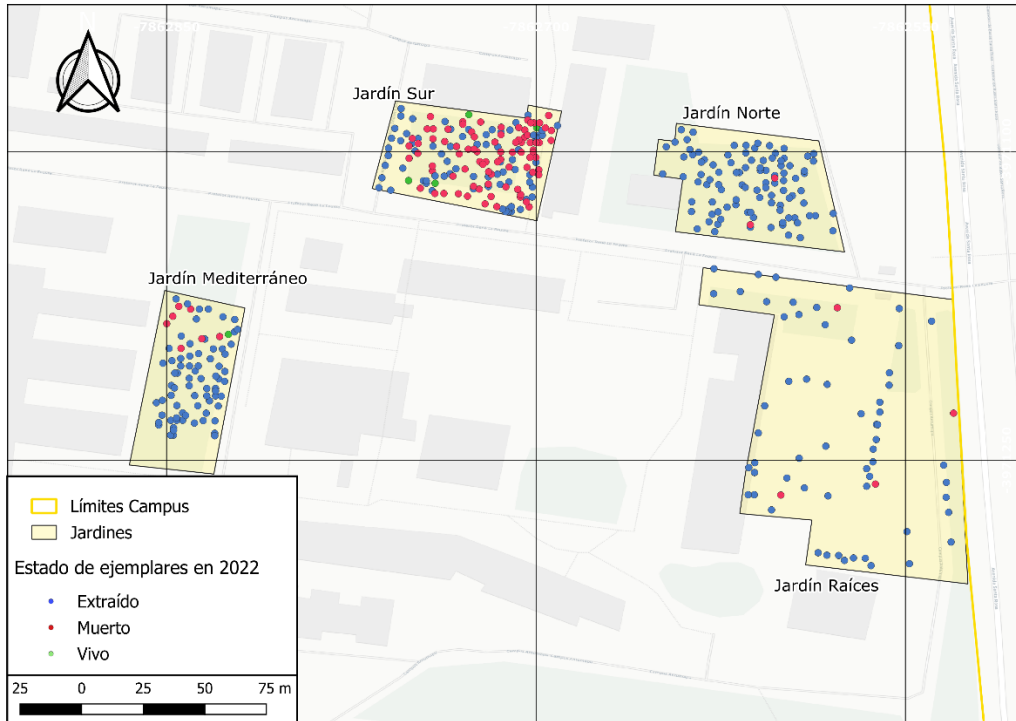 Jardín Sur
Jardín Norte
Jardín Mediterráneo
Jardín Raíces
Límites Campus
Jardines
Estado de ejemplares en 2022
Extraído
Muerto
Vivo
25 0 25 50 75 m